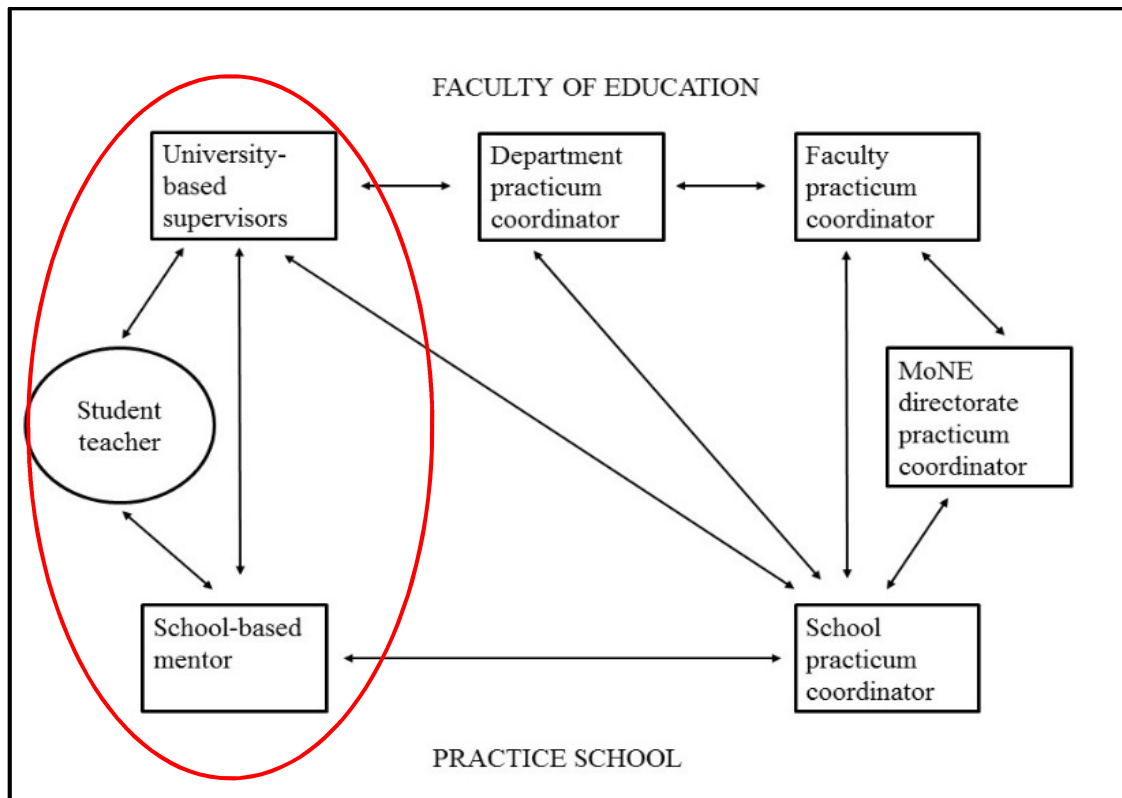 FACULTY OF EDUCATION
University-
based
supervisors
Department
practicum
coordinator
Faculty
practicum
coordinator
Student
teacher
MoNE
directorate
practicum
coordinator
School-based
mentor
School
practicum
coordinator
PRACTICE SCHOOL